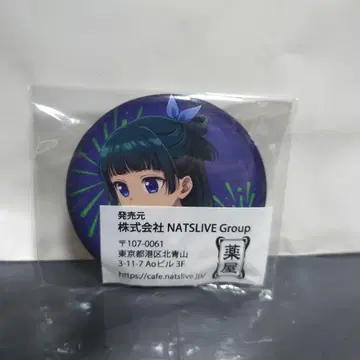 発売元
株式会社 NATSLIVE Group
〒107-0061
東京都港区北青山
3-11-7 Aoビル 3F
https://cafe.natslive.jp/
薬屋